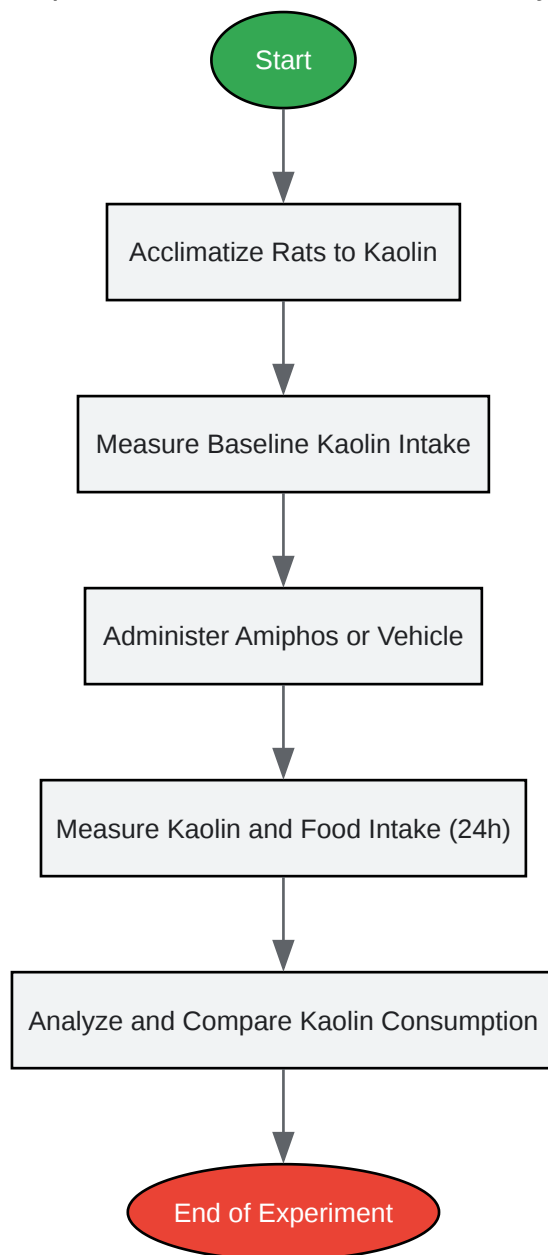 Start
Acclimatize Rats to Kaolin
Measure Baseline Kaolin Intake
Administer Amiphos or Vehicle
Measure Kaolin and Food Intake (24h)
Analyze and Compare Kaolin Consumption
End of Experiment